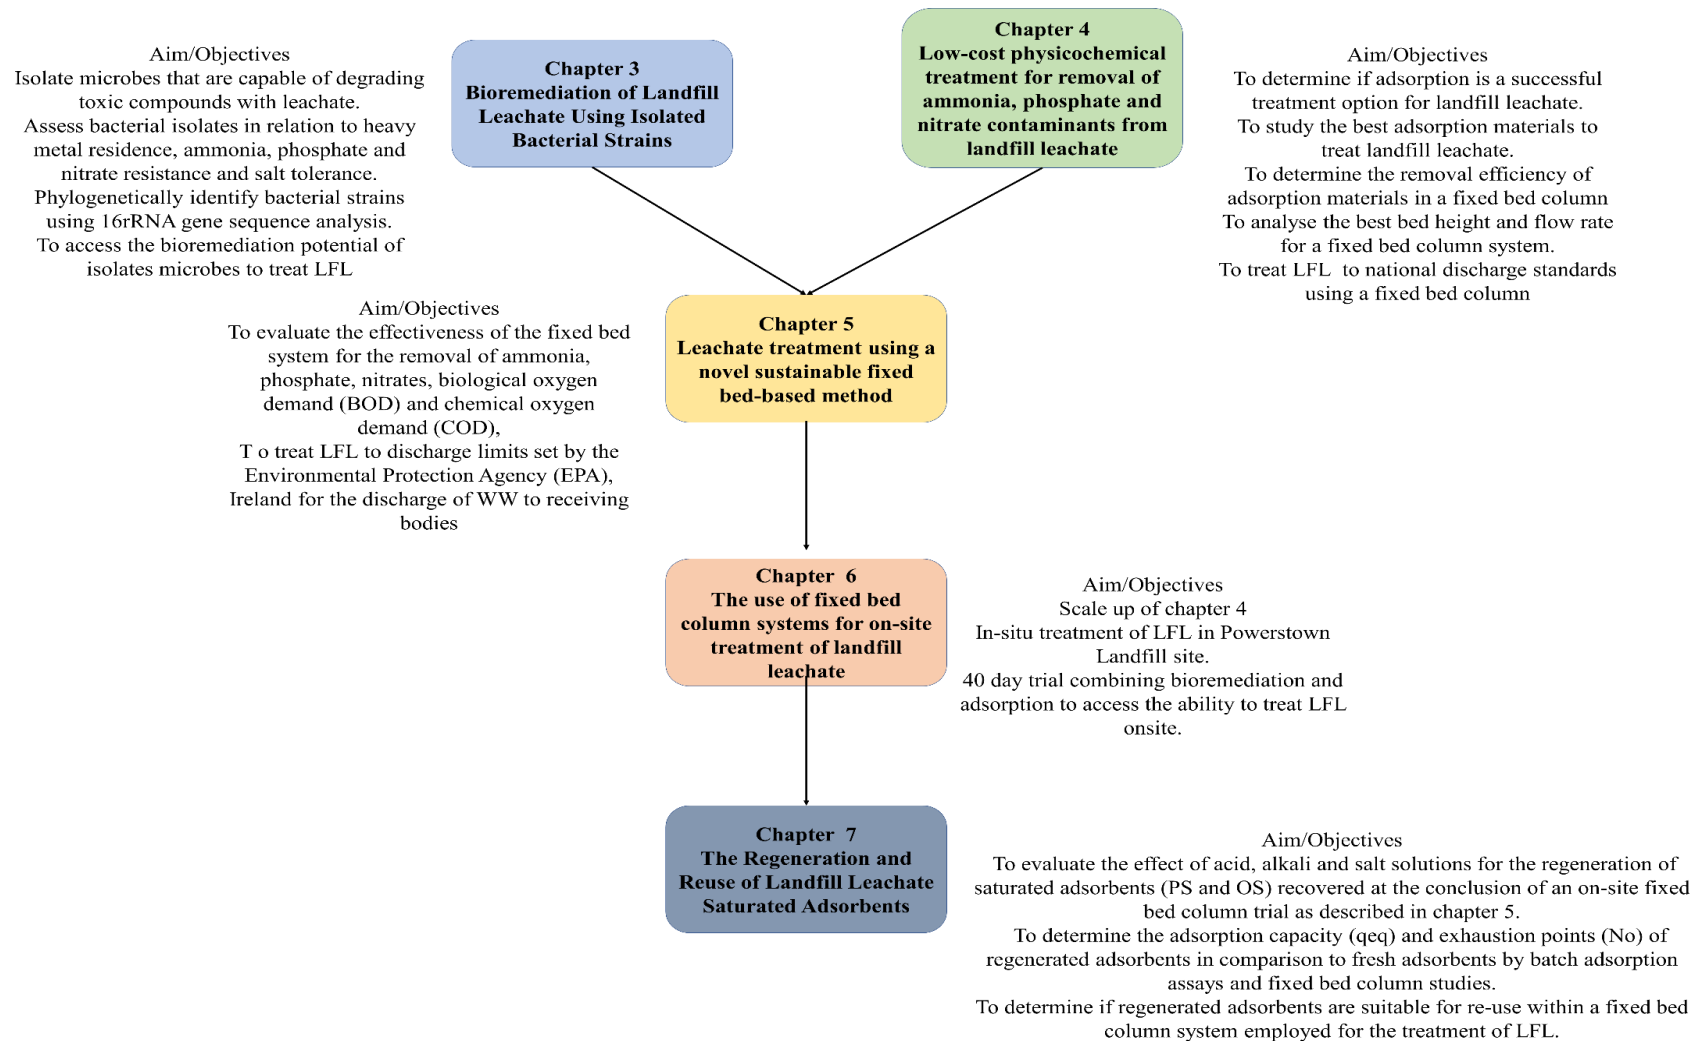 Aim/Objectives
Isolate microbes that are capable of degrading
toxic compounds with leachate.
Assess bacterial isolates in relation to heavy
metal residence, ammonia, phosphate and
nitrate resistance and salt tolerance.
Phylogenetically identify bacterial strains
using 16rRNA gene sequence analysis.
To access the bioremediation potential of
isolates microbes to treat LFL
Chapter 3
Bioremediation of Landfill
Leachate Using Isolated
Bacterial Strains
Chapter 4
Low-cost physicochemical
treatment for removal of
ammonia, phosphate and
nitrate contaminants from
landfill leachate
Aim/Objectives
To determine if adsorption is a successful
treatment option for landfill leachate.
To study the best adsorption materials to
treat landfill leachate.
To determine the removal efficiency of
adsorption materials in a fixed bed column
To analyse the best bed height and flow rate
for a fixed bed column system.
To treat LFL to national discharge standards
using a fixed bed column
Aim/Objectives
To evaluate the effectiveness of the fixed bed
system for the removal of ammonia,
phosphate, nitrates, biological oxygen
demand (BOD) and chemical oxygen
demand (COD),
T o treat LFL to discharge limits set by the
Environmental Protection Agency (EPA),
Ireland for the discharge of WW to receiving
bodies
Chapter 5
Leachate treatment using a
novel sustainable fixed
bed-based method
Chapter 6
The use of fixed bed
column systems for on-site
treatment of landfill
leachate
Aim/Objectives
Scale up of chapter 4
In-situ treatment of LFL in Powerstown
Landfill site.
40 day trial combining bioremediation and
adsorption to access the ability to treat LFL
onsite.
Chapter 7
The Regeneration and
Reuse of Landfill Leachate
Saturated Adsorbents
Aim/Objectives
To evaluate the effect of acid, alkali and salt solutions for the regeneration of
saturated adsorbents (PS and OS) recovered at the conclusion of an on-site fixed
bed column trial as described in chapter 5.
To determine the adsorption capacity (qeq) and exhaustion points (No) of
regenerated adsorbents in comparison to fresh adsorbents by batch adsorption
assays and fixed bed column studies.
To determine if regenerated adsorbents are suitable for re-use within a fixed bed
column system employed for the treatment of LFL.